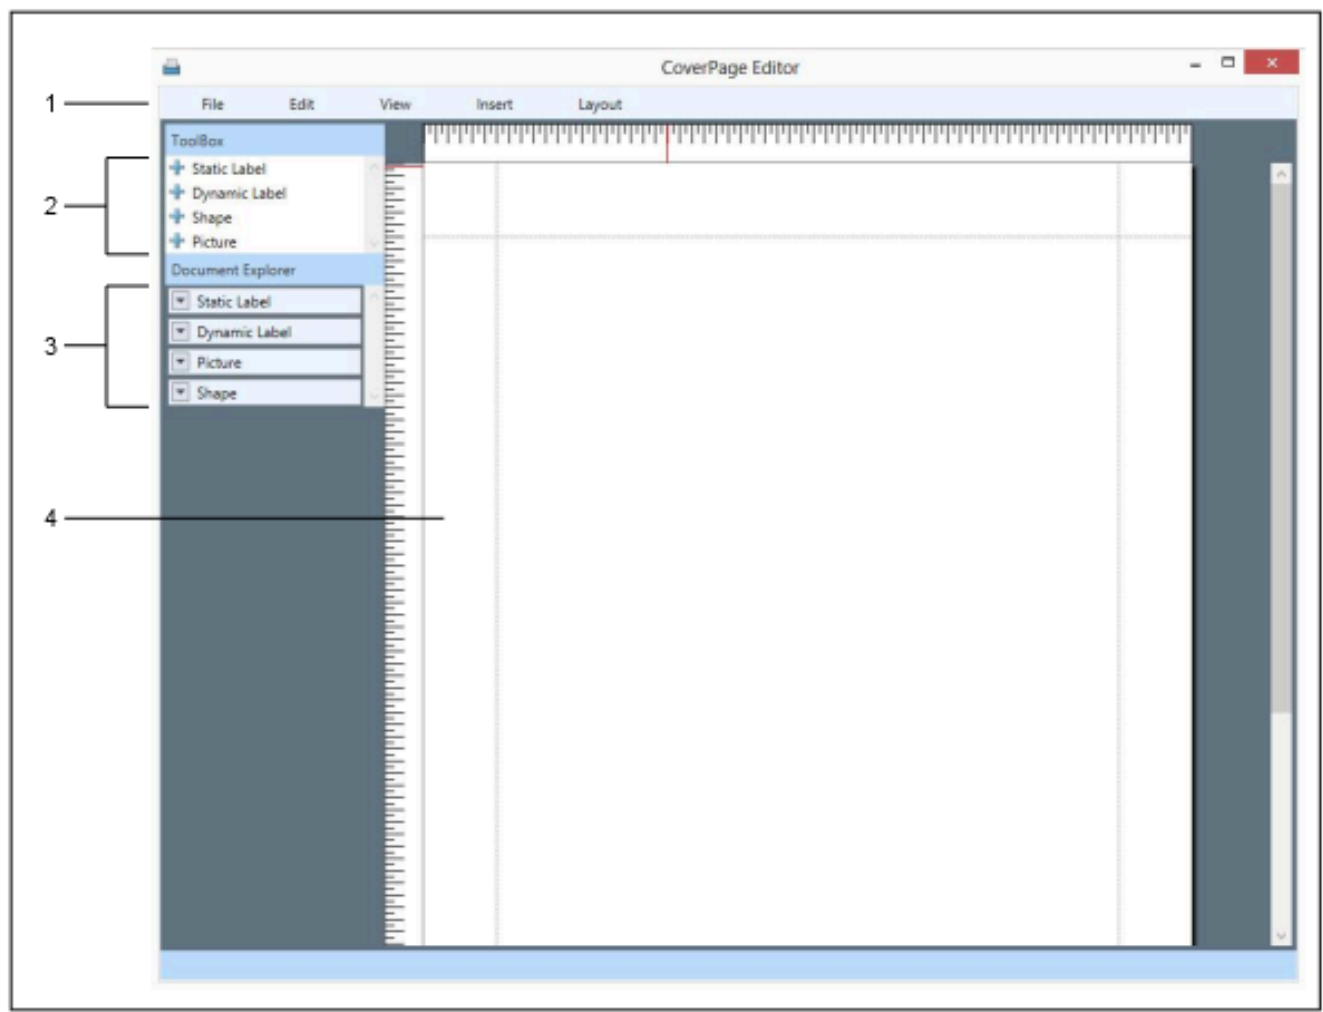 CoverPage Editor
1
File Edit View Insert Layout
ToolBox
2
Static Label
Dynamic Label
Shape
Picture
Document Explorer
3
Static Label
Dynamic Label
Picture
Shape
4